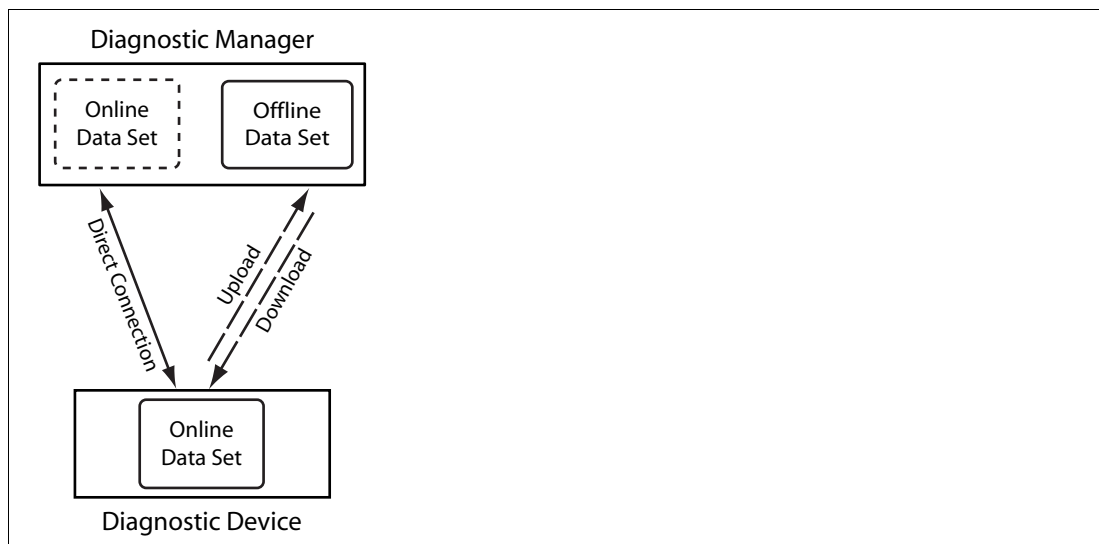 Diagnostic Manager
Online
Data Set
Offline
Data Set
Direct Connection
Upload
Download
Online
Data Set
Diagnostic Device